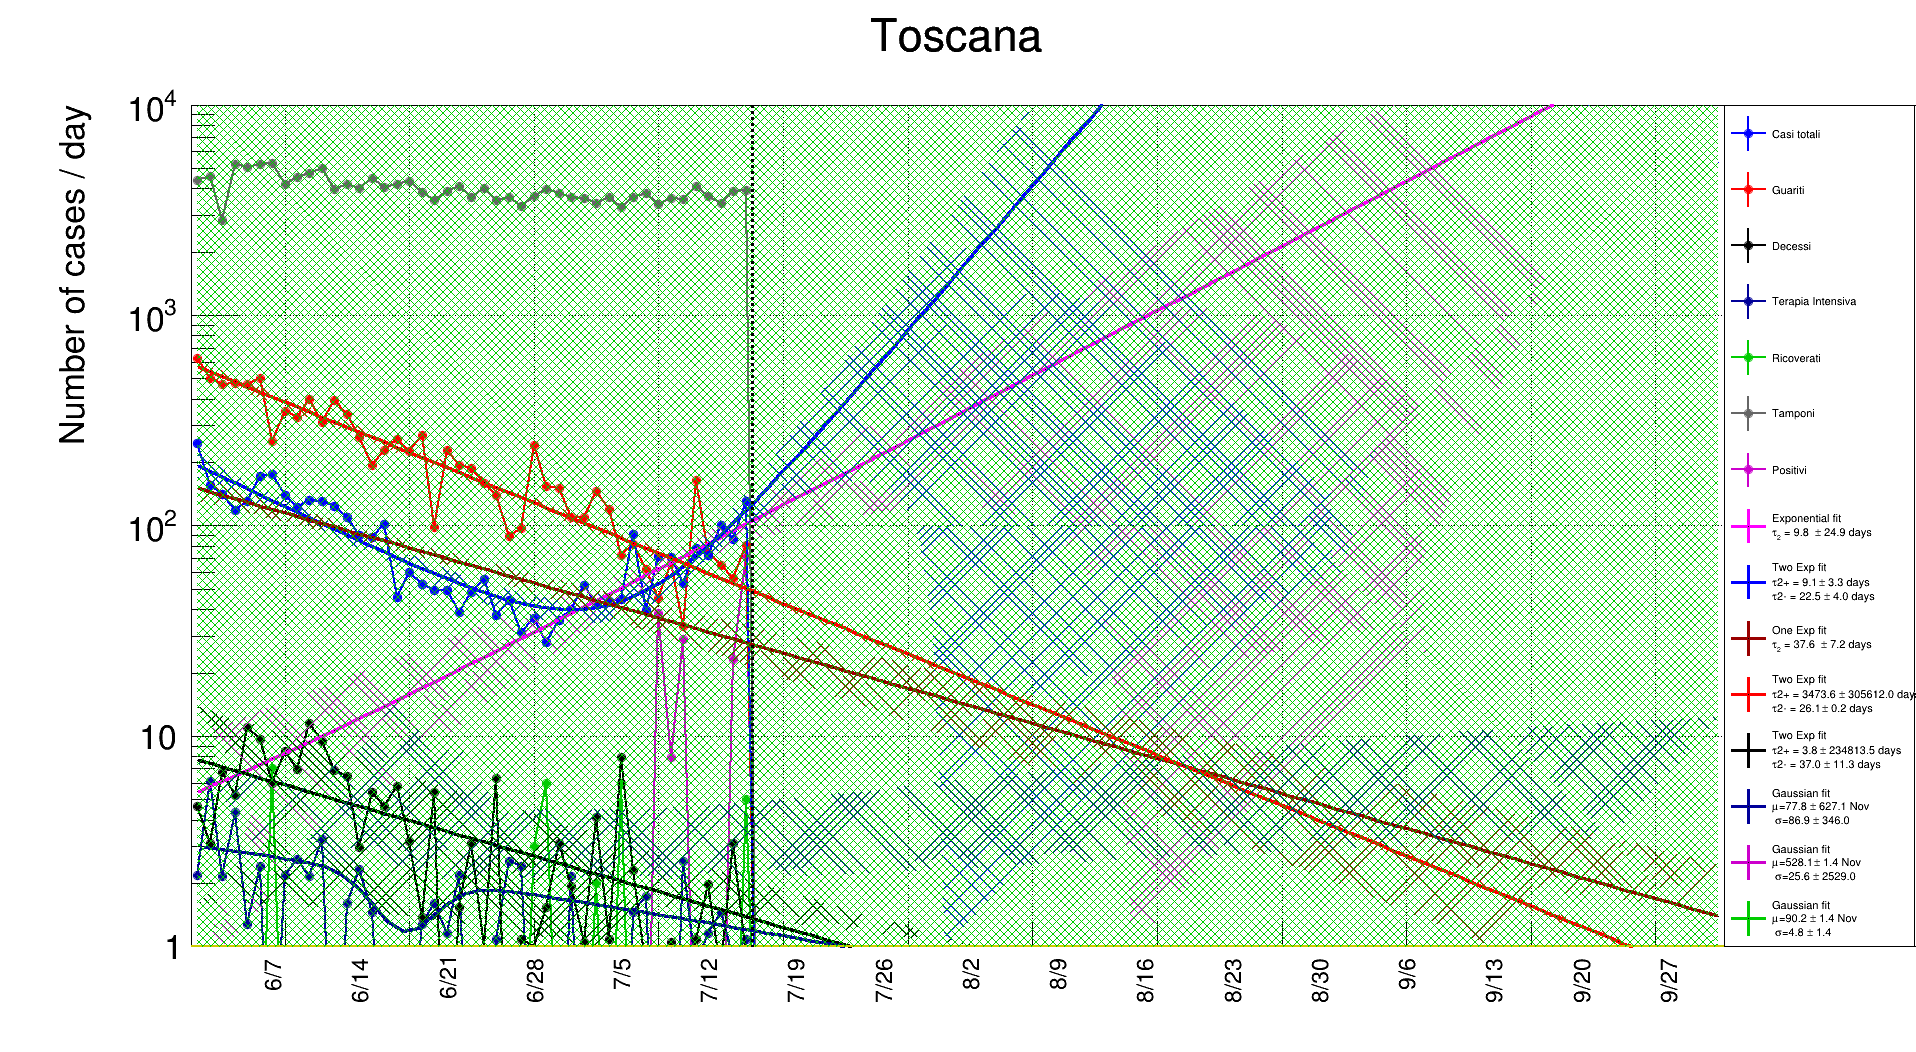 Toscana
Number of cases / day
10⁴
10³
10²
10
1
6/7
6/14
6/21
6/28
7/5
7/12
7/19
7/26
8/2
8/9
8/16
8/23
8/30
9/6
9/13
9/20
9/27
Casi totali
Guariti
Decessi
Terapia Intensiva
Ricoverati
Tamponi
Positivi
Exponential fit
τ₂ = 9.8 ± 24.9 days
Two Exp fit
τ2+ = 9.1 ± 3.3 days
τ2- = 22.5 ± 4.0 days
One Exp fit
τ₂ = 37.6 ± 7.2 days
Two Exp fit
τ2+ = 3473.6 ± 305612.0 day
τ2- = 26.1 ± 0.2 days
Two Exp fit
τ2+ = 3.8 ± 234813.5 days
τ2- = 37.0 ± 11.3 days
Gaussian fit
μ=77.8 ± 627.1 Nov
σ=86.9 ± 346.0
Gaussian fit
μ=528.1 ± 1.4 Nov
σ=25.6 ± 2529.0
Gaussian fit
μ=90.2 ± 1.4 Nov
σ=4.8 ± 1.4